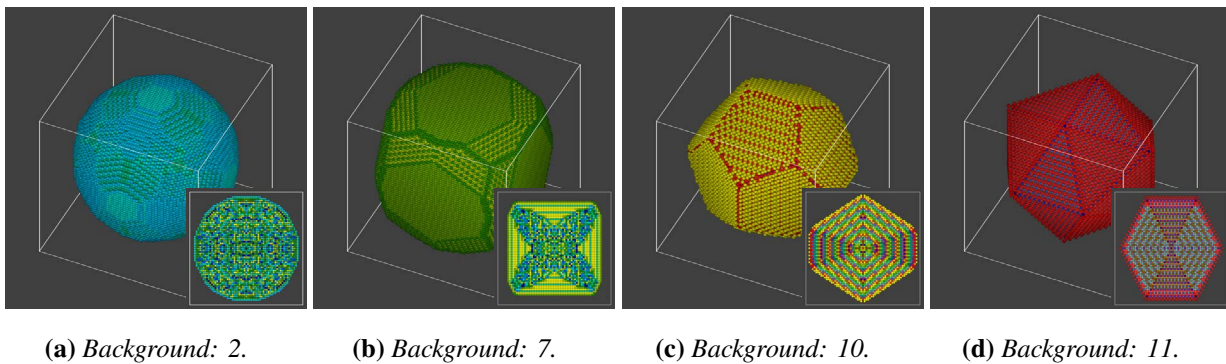 (a) Background: 2.
(b) Background: 7.
(c) Background: 10.
(d) Background: 11.